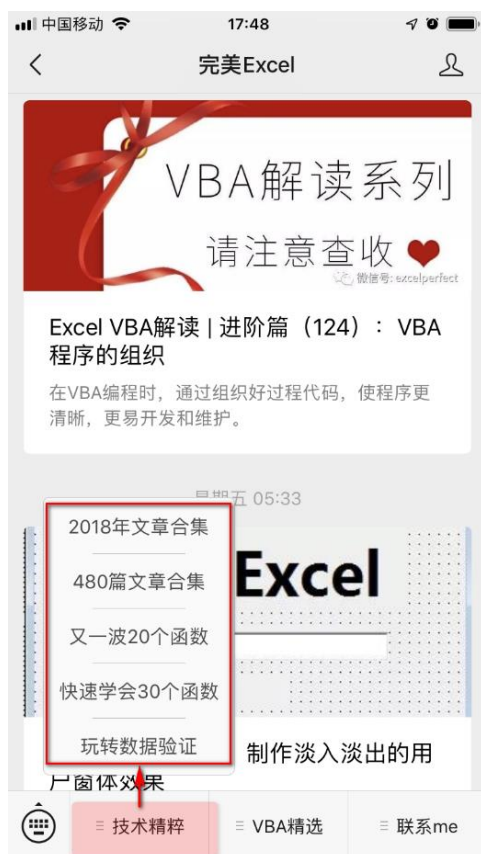 中国移动 17:48
完美Excel
VBA解读系列
请注意查收
微信号: excelperfect
Excel VBA解读 | 进阶篇（124）：VBA
程序的组织
在VBA编程时，通过组织好过程代码，使程序更
清晰，更易开发和维护。
星期五 05:33
2018年文章合集
480篇文章合集
又一波20个函数
快速学会30个函数
玩转数据验证
Excel
制作淡入淡出的用
户窗体效果
技术精粹
VBA精选
联系me